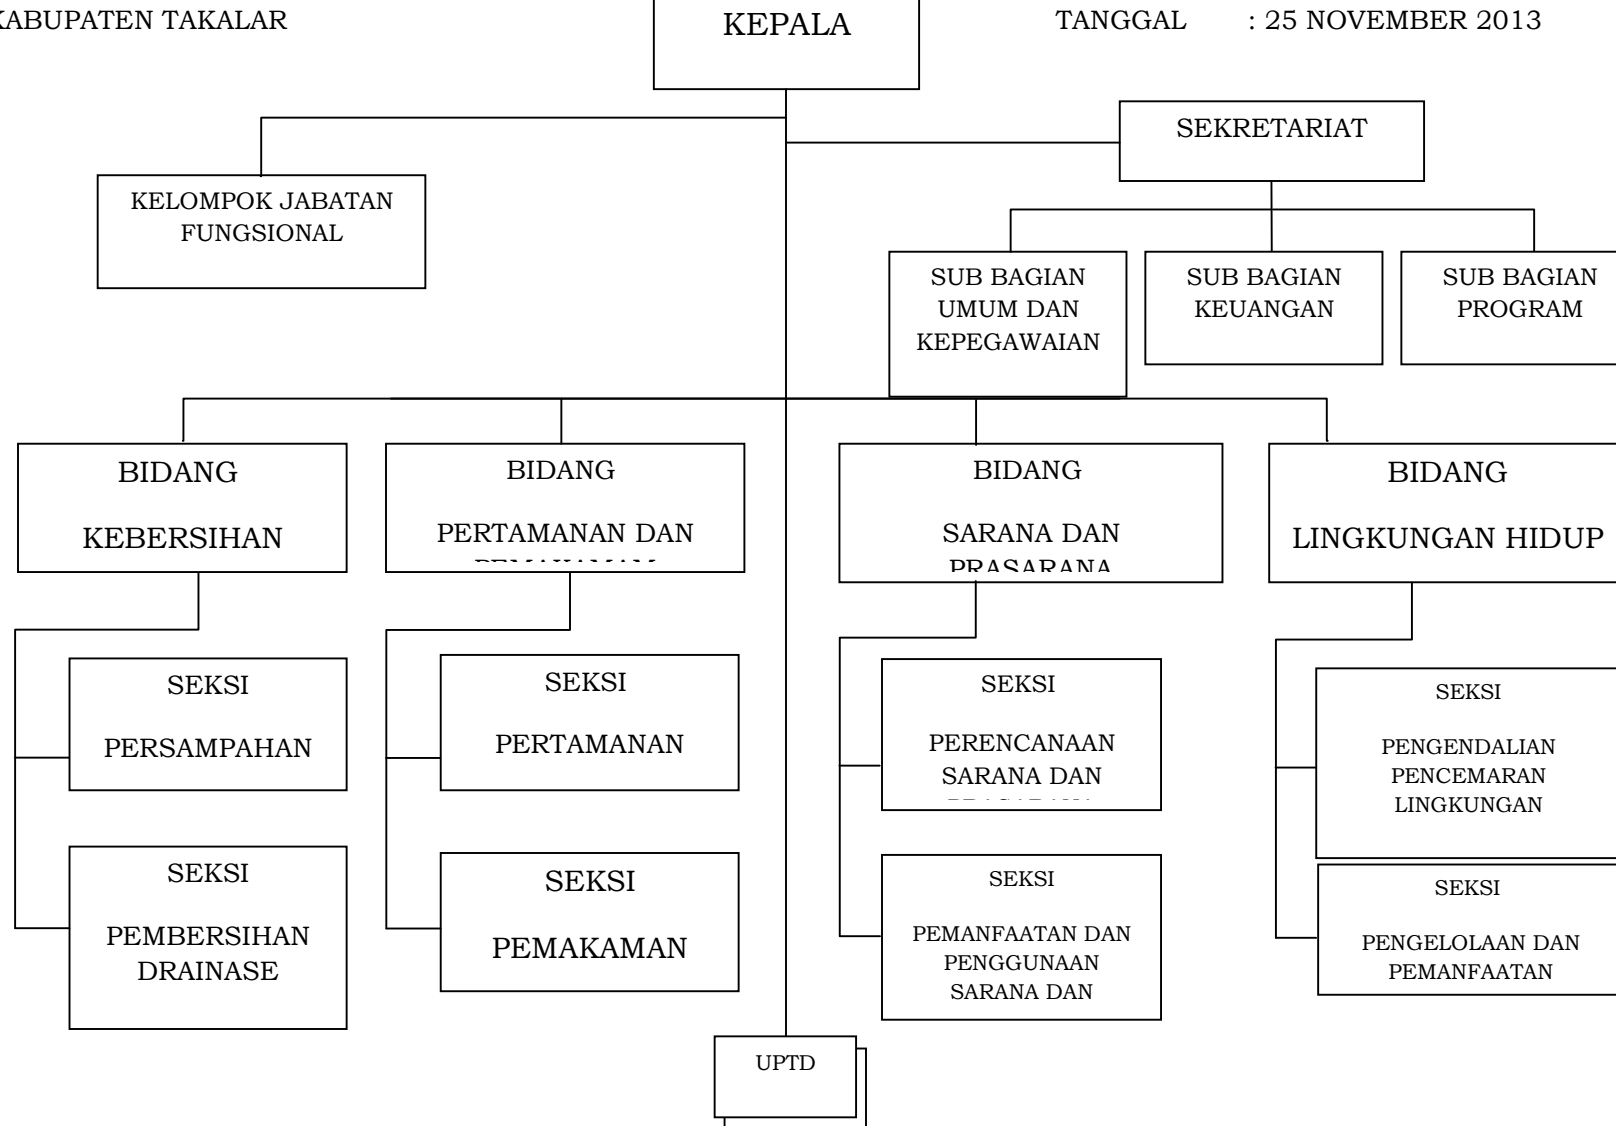 KABUPATEN TAKALAR
KEPALA
TANGGAL : 25 NOVEMBER 2013
SEKRETARIAT
KELOMPOK JABATAN
FUNGSIONAL
SUB BAGIAN
UMUM DAN
KEPEGAWAIAN
SUB BAGIAN
KEUANGAN
SUB BAGIAN
PROGRAM
BIDANG
KEBERSIHAN
BIDANG
PERTAMANAN DAN
BIDANG
SARANA DAN
PRASARANA
BIDANG
LINGKUNGAN HIDUP
SEKSI
PERSAMPAHAN
SEKSI
PERTAMANAN
SEKSI
PERENCANAAN
SARANA DAN
SEKSI
PENGENDALIAN
PENCEMARAN
LINGKUNGAN
SEKSI
PEMBERSIHAN
DRAINASE
SEKSI
PEMAKAMAN
SEKSI
PEMANFAATAN DAN
PENGGUNAAN
SARANA DAN
SEKSI
PENGELOLAAN DAN
PEMANFAATAN
UPTD